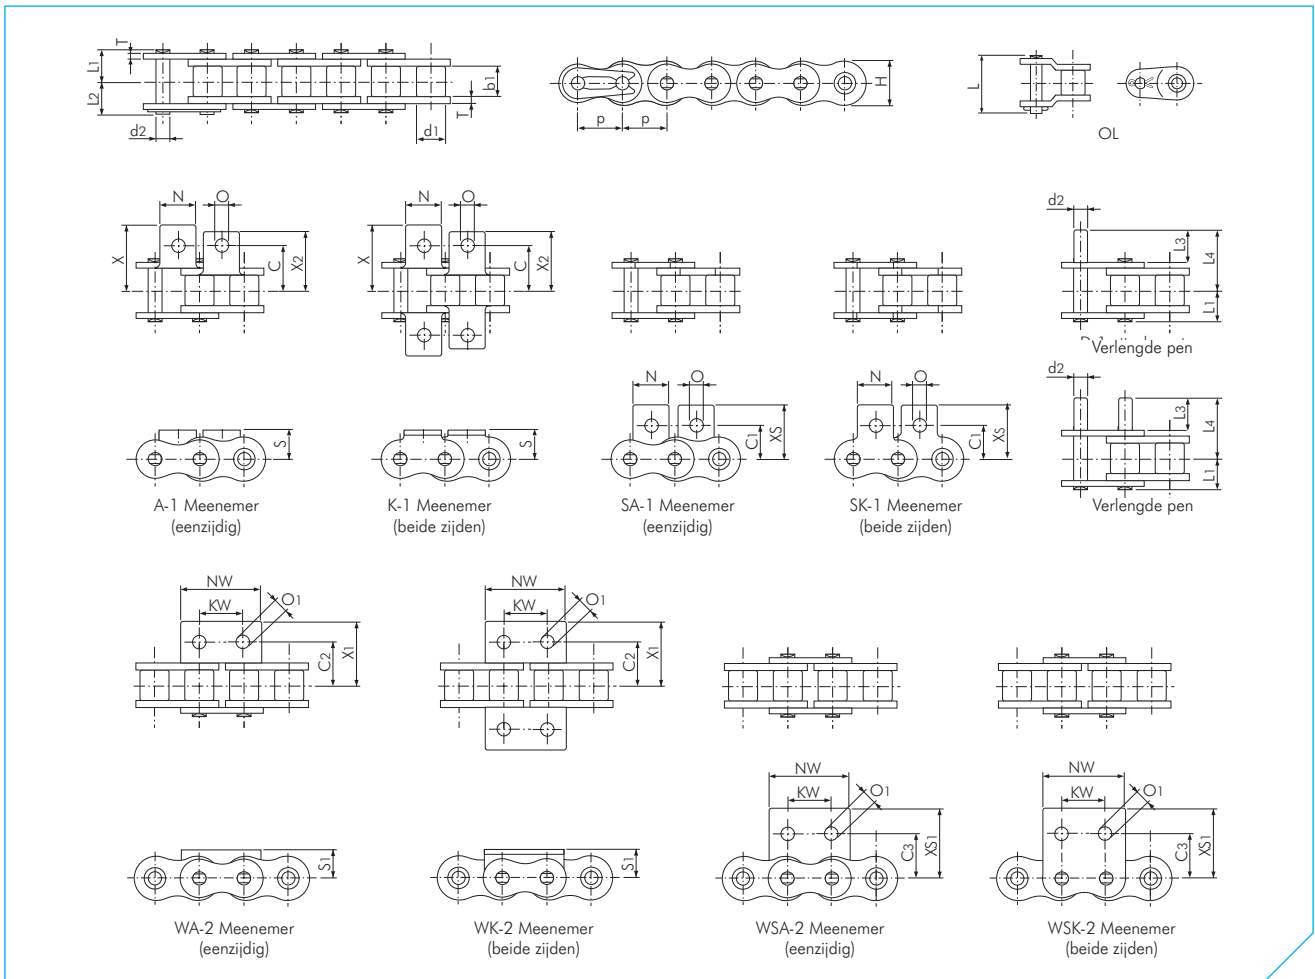 T
L1
L2
d2
b1
T
d1
p
p
H
L
OL
N
O
X
C
X2
N
O
X
C
X2
d2
L3
L4
L1
Verlengde pen
S
A-1 Meenemer
(eenzijdig)
S
K-1 Meenemer
(beide zijden)
N
O
C1
XS
SA-1 Meenemer
(eenzijdig)
N
O
C1
XS
SK-1 Meenemer
(beide zijden)
d2
L3
L4
L1
Verlengde pen
NW
KW
O1
C2
X1
NW
KW
O1
C2
X1
S1
WA-2 Meenemer
(eenzijdig)
S1
WK-2 Meenemer
(beide zijden)
NW
KW
O1
C3
XS1
WSA-2 Meenemer
(eenzijdig)
NW
KW
O1
C3
XS1
WSK-2 Meenemer
(beide zijden)